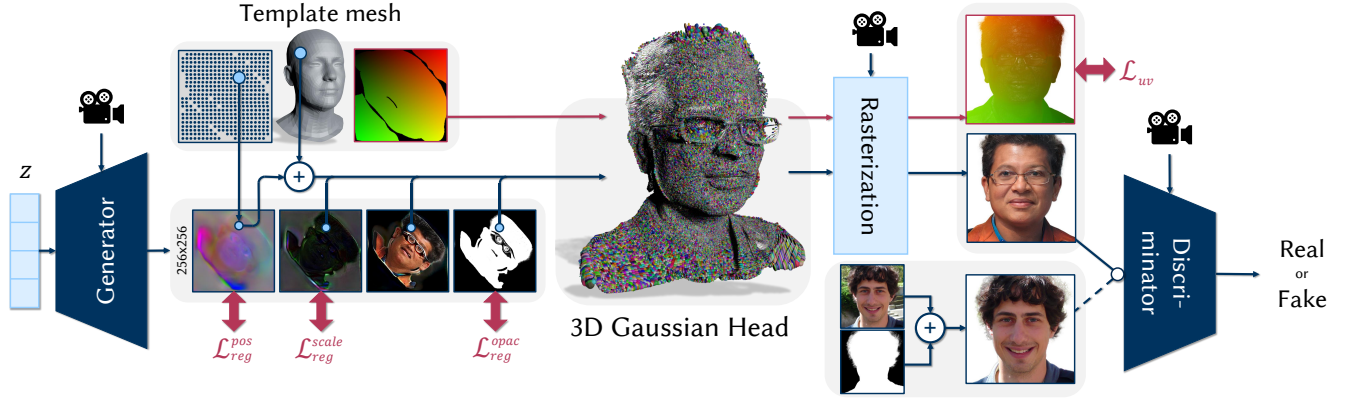 Template mesh
z
Generator
256x256
+
ℒ_reg^pos
ℒ_reg^scale
ℒ_reg^opac
3D Gaussian Head
Rasterization
ℒ_uv
+
Discri-
minator
Real
or
Fake